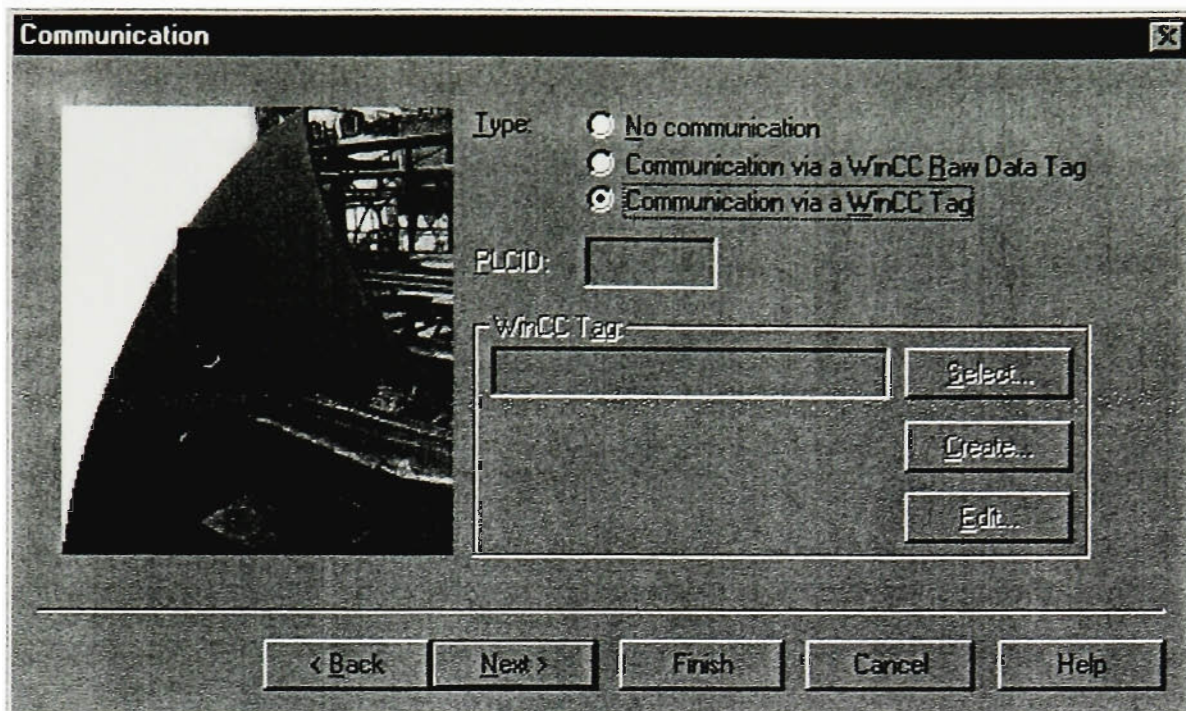 Communication
Type:
No communication
Communication via a WinCC Raw Data Tag
Communication via a WinCC Tag
PLCID:
WinCC Tag:
Select...
Create...
Edit...
< Back
Next >
Finish
Cancel
Help